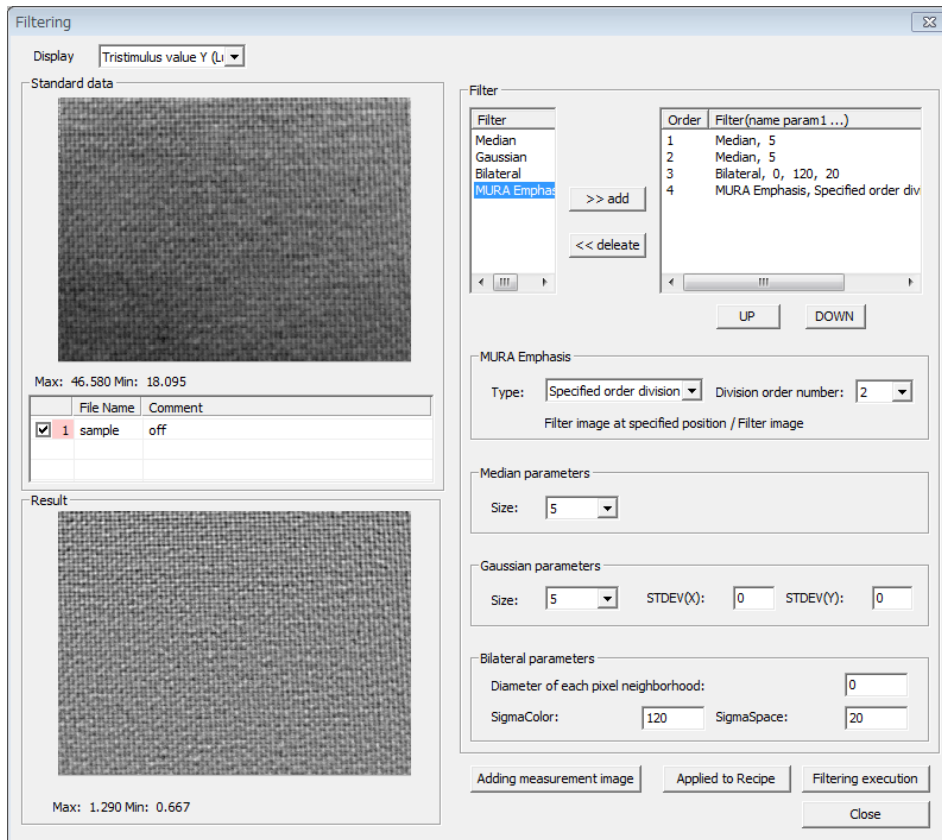 Filtering
Display Tristimulus value Y (Lu
Standard data
Max: 46.580 Min: 18.095
File Name Comment
1 sample off
Result
Max: 1.290 Min: 0.667
Filter
Filter
Median
Gaussian
Bilateral
MURA Emphas
>> add
<< deleate
Order Filter(name param1 ...)
1 Median, 5
2 Median, 5
3 Bilateral, 0, 120, 20
4 MURA Emphasis, Specified order divi
UP DOWN
MURA Emphasis
Type: Specified order division Division order number: 2
Filter image at specified position / Filter image
Median parameters
Size: 5
Gaussian parameters
Size: 5 STDEV(X): 0 STDEV(Y): 0
Bilateral parameters
Diameter of each pixel neighborhood: 0
SigmaColor: 120 SigmaSpace: 20
Adding measurement image Applied to Recipe Filtering execution
Close